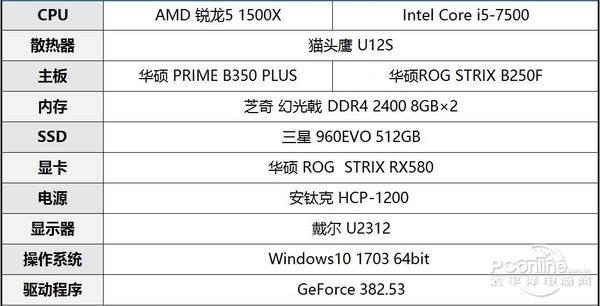 CPU AMD 锐龙5 1500X Intel Core i5-7500
散热器 猫头鹰 U12S
主板 华硕 PRIME B350 PLUS 华硕ROG STRIX B250F
内存 芝奇 幻光戟 DDR4 2400 8GB×2
SSD 三星 960EVO 512GB
显卡 华硕 ROG STRIX RX580
电源 安钛克 HCP-1200
显示器 戴尔 U2312
操作系统 Windows10 1703 64bit
驱动程序 GeForce 382.53
PConline
太平洋电脑网